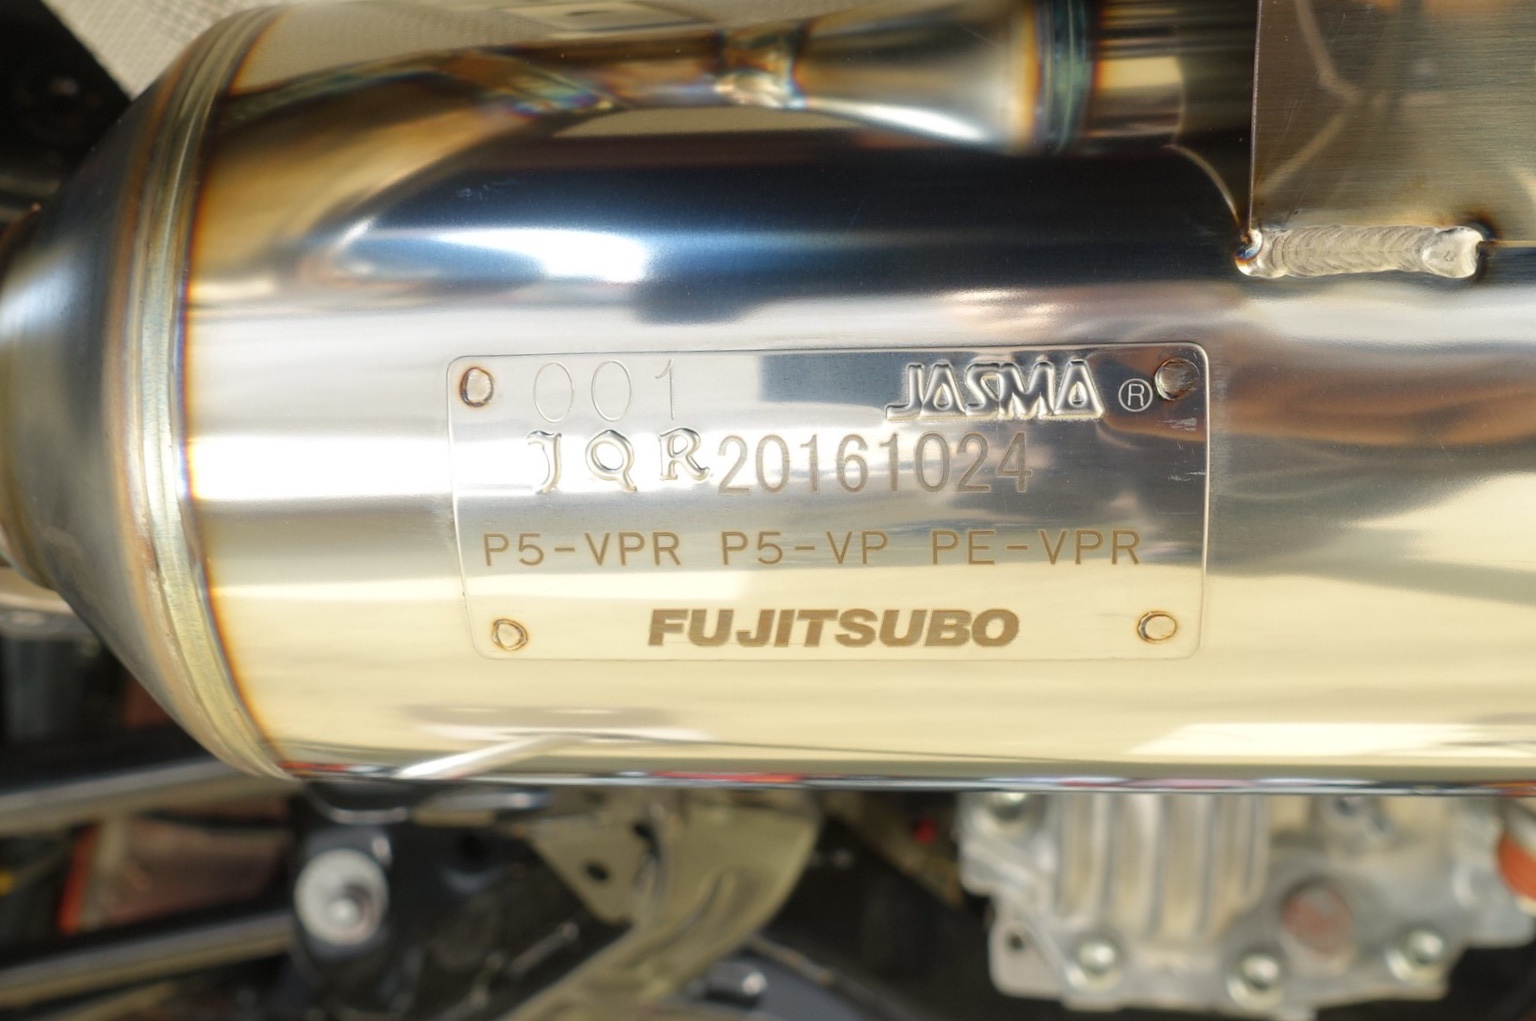 001 JASMA ®
JQR20161024
P5-VPR P5-VP PE-VPR
FUJITSUBO